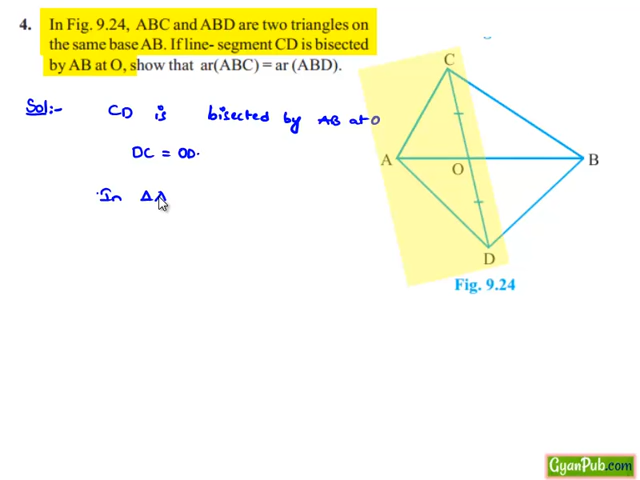 4. In Fig. 9.24, ABC and ABD are two triangles on
the same base AB. If line- segment CD is bisected
by AB at O, show that ar(ABC) = ar (ABD).
Sol:- CD is bisected by AB at O
OC = OD.
In ΔA
C
A
O
B
D
Fig. 9.24
GyanPub.com